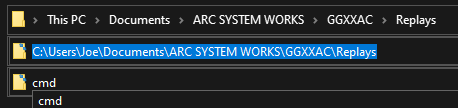 This PC > Documents > ARC SYSTEM WORKS > GGXXAC > Replays
C:\Users\Joe\Documents\ARC SYSTEM WORKS\GGXXAC\Replays
cmd
cmd